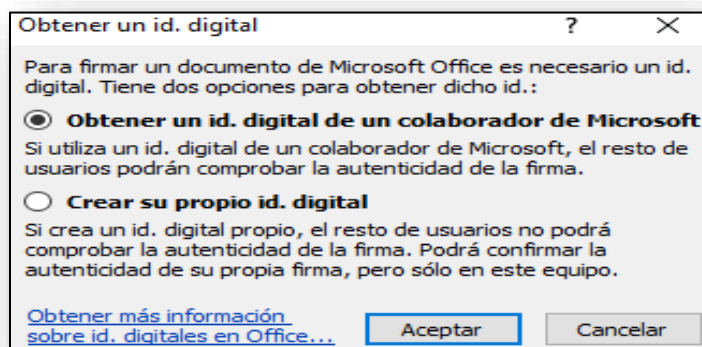 Obtener un id. digital
Para firmar un documento de Microsoft Office es necesario un id.
digital. Tiene dos opciones para obtener dicho id.:
Obtener un id. digital de un colaborador de Microsoft
Si utiliza un id. digital de un colaborador de Microsoft, el resto de
usuarios podrán comprobar la autenticidad de la firma.
Crear su propio id. digital
Si crea un id. digital propio, el resto de usuarios no podrá
comprobar la autenticidad de la firma. Podrá confirmar la
autenticidad de su propia firma, pero sólo en este equipo.
Obtener más información
sobre id. digitales en Office...
Aceptar
Cancelar